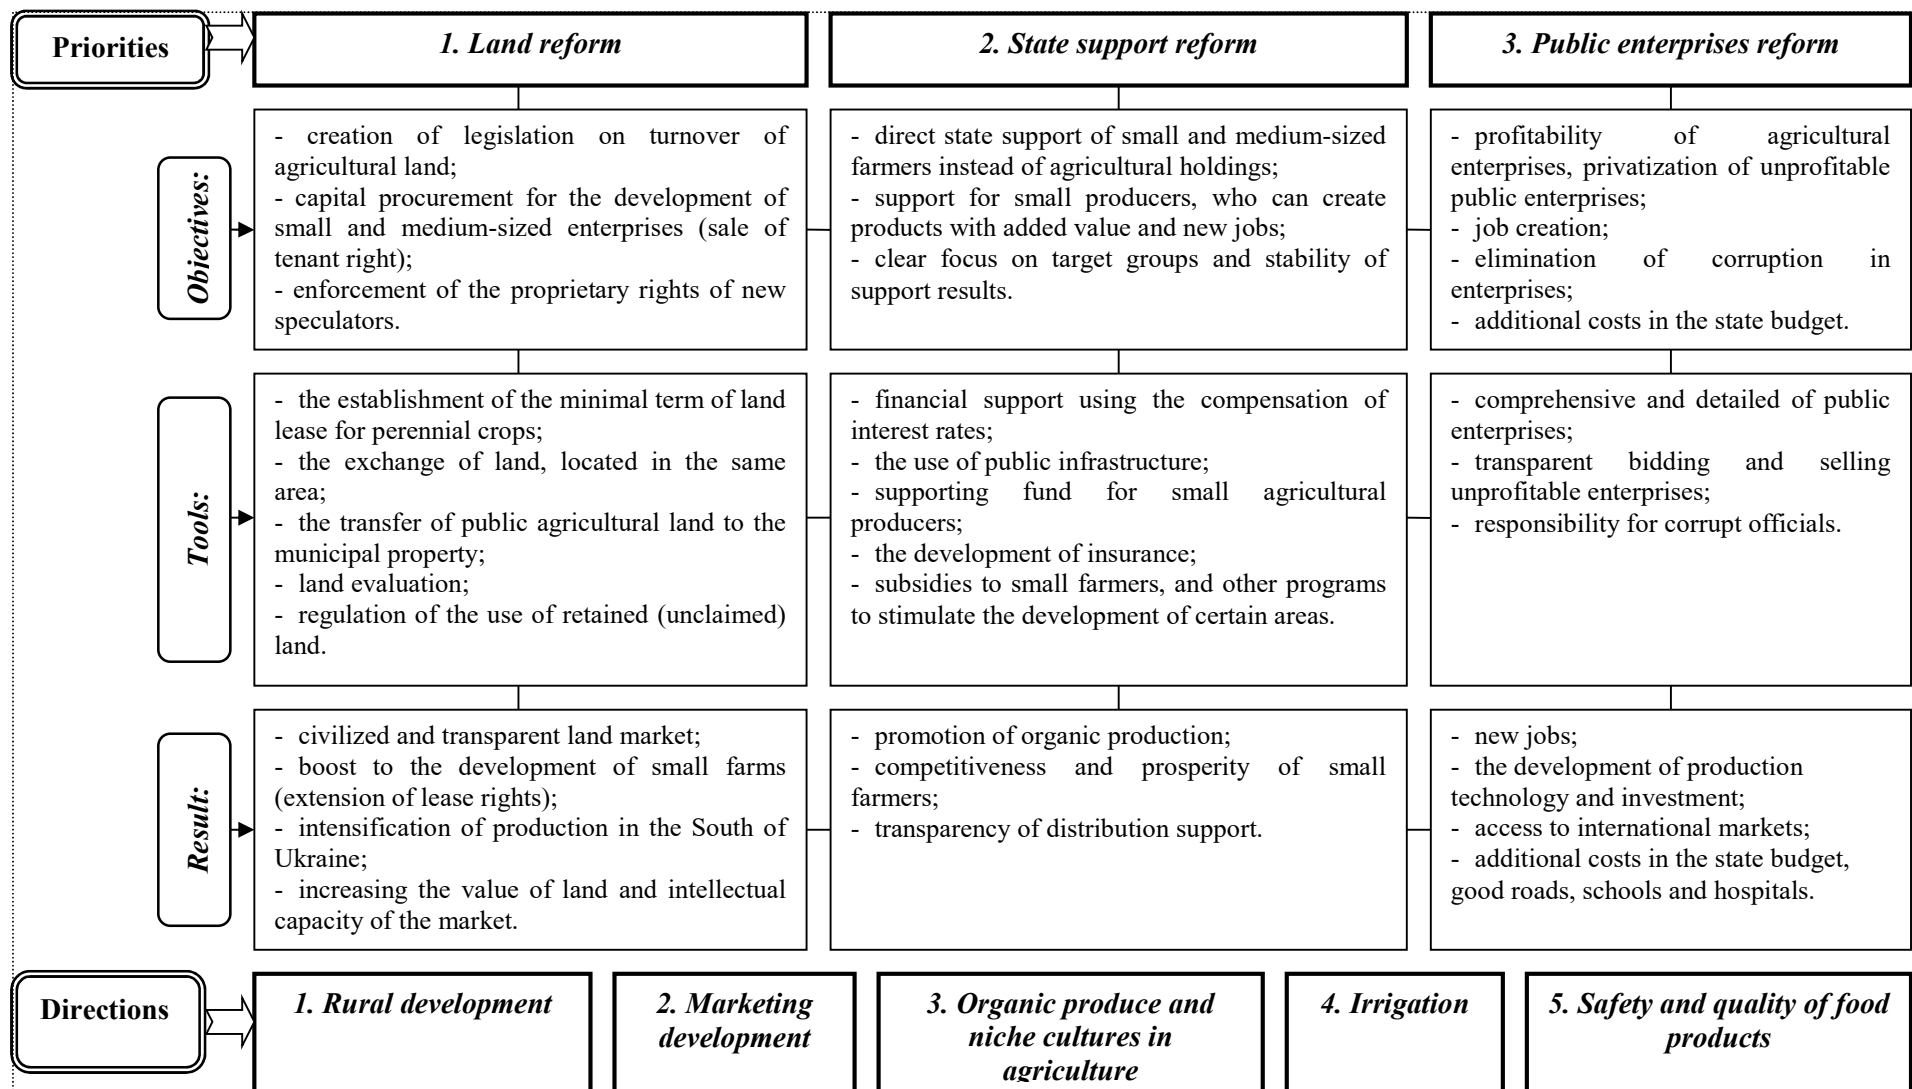 Priorities
1. Land reform
2. State support reform
3. Public enterprises reform
Objectives:
- creation of legislation on turnover of
agricultural land;
- capital procurement for the development of
small and medium-sized enterprises (sale of
tenant right);
- enforcement of the proprietary rights of new
speculators.
- direct state support of small and medium-sized
farmers instead of agricultural holdings;
- support for small producers, who can create
products with added value and new jobs;
- clear focus on target groups and stability of
support results.
- profitability of agricultural
enterprises, privatization of unprofitable
public enterprises;
- job creation;
- elimination of corruption in
enterprises;
- additional costs in the state budget.
Tools:
- the establishment of the minimal term of land
lease for perennial crops;
- the exchange of land, located in the same
area;
- the transfer of public agricultural land to the
municipal property;
- land evaluation;
- regulation of the use of retained (unclaimed)
land.
- financial support using the compensation of
interest rates;
- the use of public infrastructure;
- supporting fund for small agricultural
producers;
- the development of insurance;
- subsidies to small farmers, and other programs
to stimulate the development of certain areas.
- comprehensive and detailed of public
enterprises;
- transparent bidding and selling
unprofitable enterprises;
- responsibility for corrupt officials.
Result:
- civilized and transparent land market;
- boost to the development of small farms
(extension of lease rights);
- intensification of production in the South of
Ukraine;
- increasing the value of land and intellectual
capacity of the market.
- promotion of organic production;
- competitiveness and prosperity of small
farmers;
- transparency of distribution support.
- new jobs;
- the development of production
technology and investment;
- access to international markets;
- additional costs in the state budget,
good roads, schools and hospitals.
Directions
1. Rural development
2. Marketing
development
3. Organic produce and
niche cultures in
agriculture
4. Irrigation
5. Safety and quality of food
products